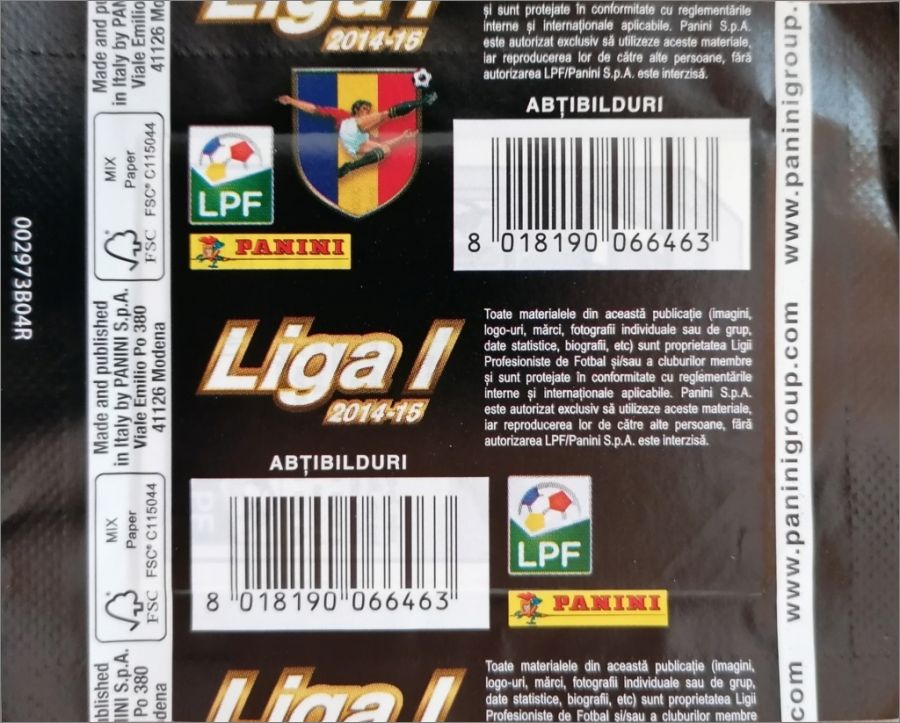 Liga I
2014-15
și sunt protejate în conformitate cu reglementările
interne și internaționale aplicabile. Panini S.p.A.
este autorizat exclusiv să utilizeze aceste materiale,
iar reproducerea lor de către alte persoane, fără
autorizarea LPF/Panini S.p.A. este interzisă.
ABȚIBILDURI
8 018190 066463
LPF
PANINI
Made and pu
in Italy by PAN
Viale Emilio
41126 Mo
MIX
Paper
FSC® C115044
FSC
002973B04R
www.paninigroup.
Liga I
2014-15
Toate materialele din această publicație (imagini,
logo-uri, mărci, fotografii individuale sau de grup,
date statistice, biografii, etc) sunt proprietatea Ligii
Profesioniste de Fotbal și/sau a cluburilor membre
și sunt protejate în conformitate cu reglementările
interne și internaționale aplicabile. Panini S.p.A.
este autorizat exclusiv să utilizeze aceste materiale,
iar reproducerea lor de către alte persoane, fără
autorizarea LPF/Panini S.p.A. este interzisă.
Made and published
in Italy by PANINI S.p.A.
Viale Emilio Po 380
41126 Modena
www.paninigroup.com
ABȚIBILDURI
8 018190 066463
LPF
PANINI
MIX
Paper
FSC® C115044
FSC
Liga I
Toate materialele din această publicație (imagini,
logo-uri, mărci, fotografii individuale sau de grup,
date statistice, biografii, etc) sunt proprietatea Ligii
Profesioniste de Fotbal și/sau a cluburilor membre
ublished
NINI S.p.A.
Po 380
dena
com